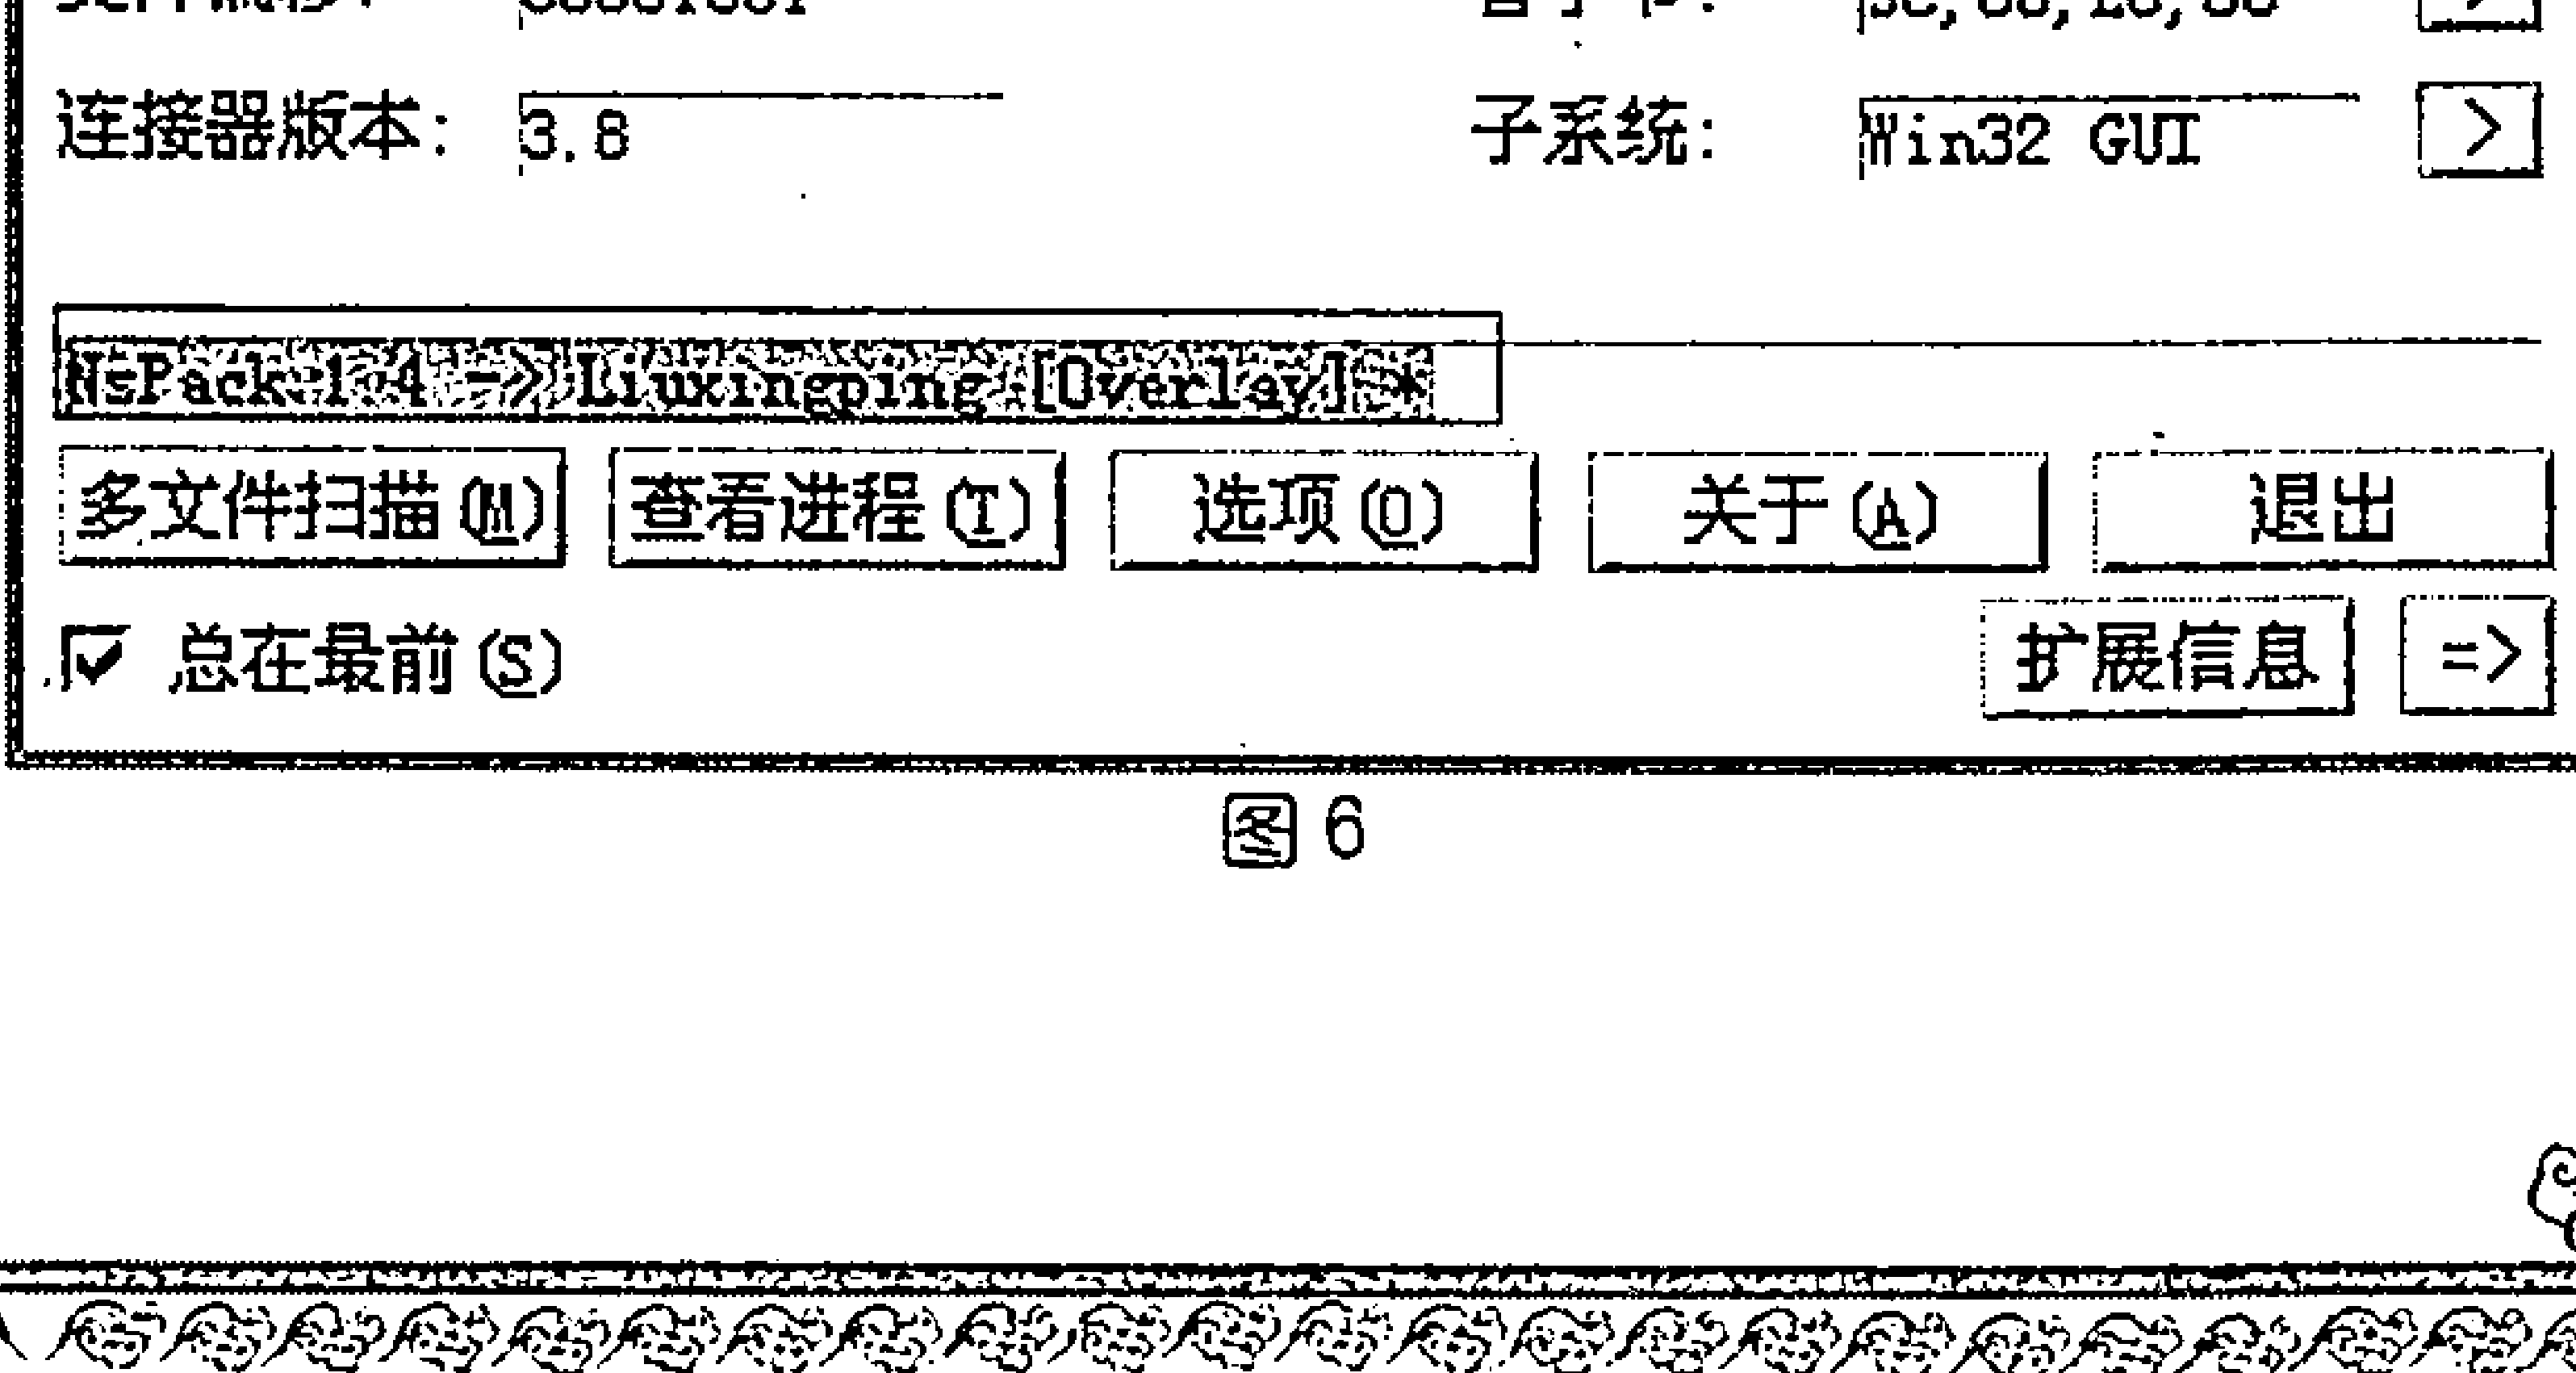 连接器版本: 3.8 子系统: Win32 GUI >
NsPack 1.4 -> Liuxingping [Overlay] *
多文件扫描(M) 查看进程(T) 选项(O) 关于(A) 退出
总在最前(S) 扩展信息 =>
图 6